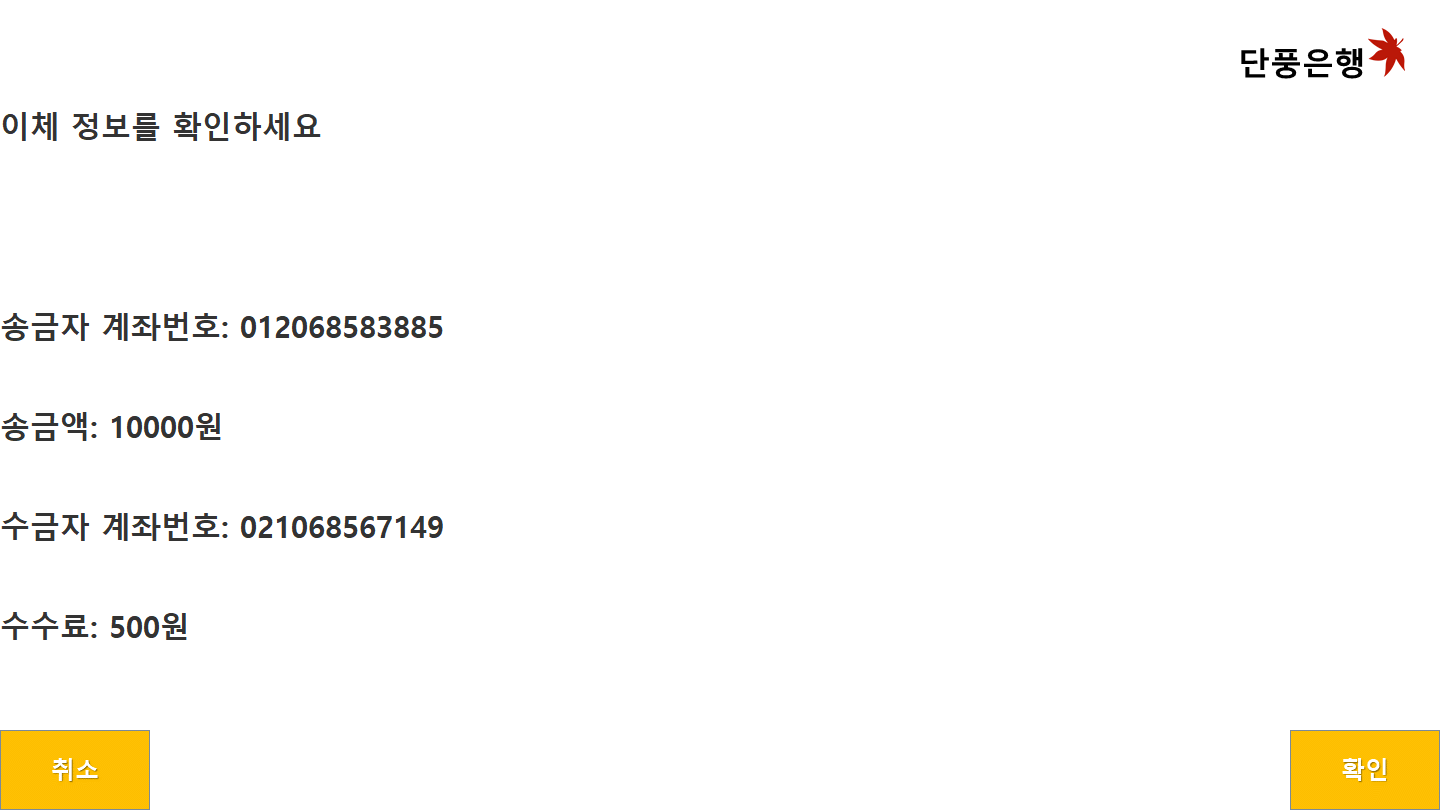 단풍은행
이체 정보를 확인하세요
송금자 계좌번호: 012068583885
송금액: 10000원
수금자 계좌번호: 021068567149
수수료: 500원
취소
확인